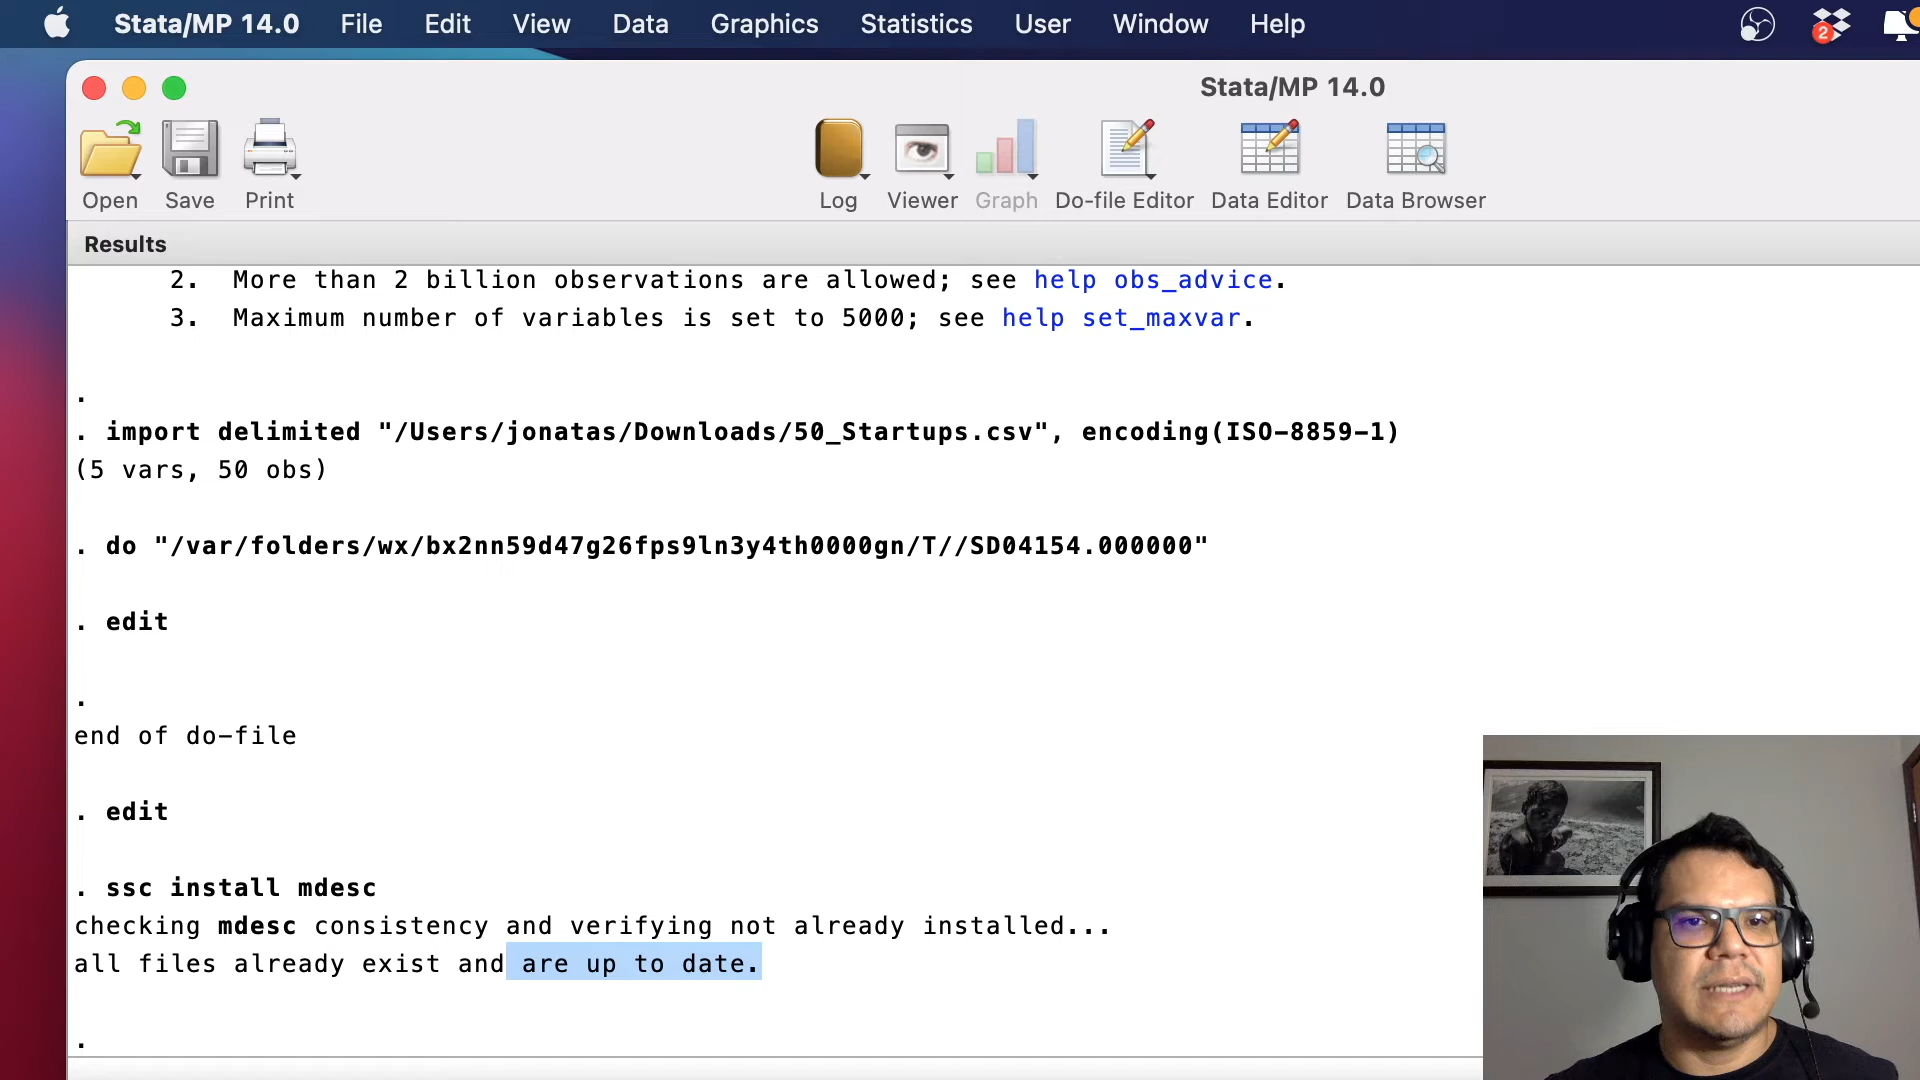 Stata/MP 14.0 File Edit View Data Graphics Statistics User Window Help
2
Stata/MP 14.0
Open Save Print Log Viewer Graph Do-file Editor Data Editor Data Browser
Results
2. More than 2 billion observations are allowed; see help obs_advice.
3. Maximum number of variables is set to 5000; see help set_maxvar.
.
. import delimited "/Users/jonatas/Downloads/50_Startups.csv", encoding(ISO-8859-1)
(5 vars, 50 obs)
. do "/var/folders/wx/bx2nn59d47g26fps9ln3y4th0000gn/T//SD04154.000000"
. edit
.
end of do-file
. edit
. ssc install mdesc
checking mdesc consistency and verifying not already installed...
all files already exist and are up to date.
.